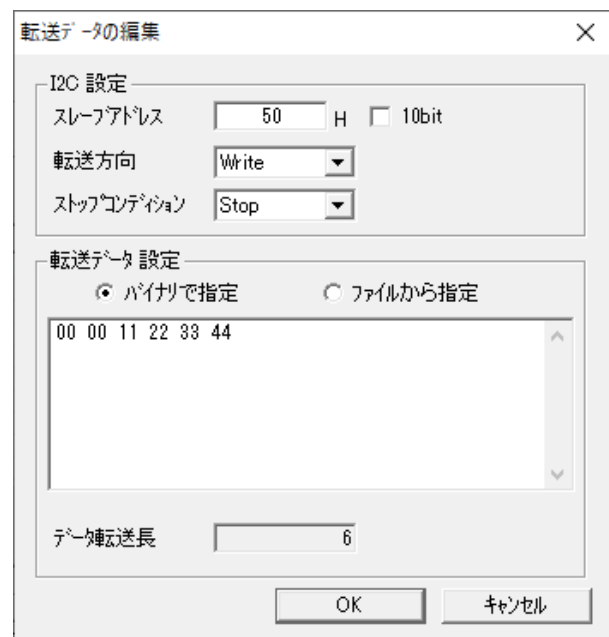 転送ﾃﾞｰﾀの編集
I2C 設定
ｽﾚｰﾌﾞｱﾄﾞﾚｽ 50 H 10bit
転送方向 Write
ｽﾄｯﾌﾟｺﾝﾃﾞｨｼｮﾝ Stop
転送ﾃﾞｰﾀ 設定
ﾊﾞｲﾅﾘで指定 ﾌｧｲﾙから指定
00 00 11 22 33 44
ﾃﾞｰﾀ転送長 6
OK ｷｬﾝｾﾙ